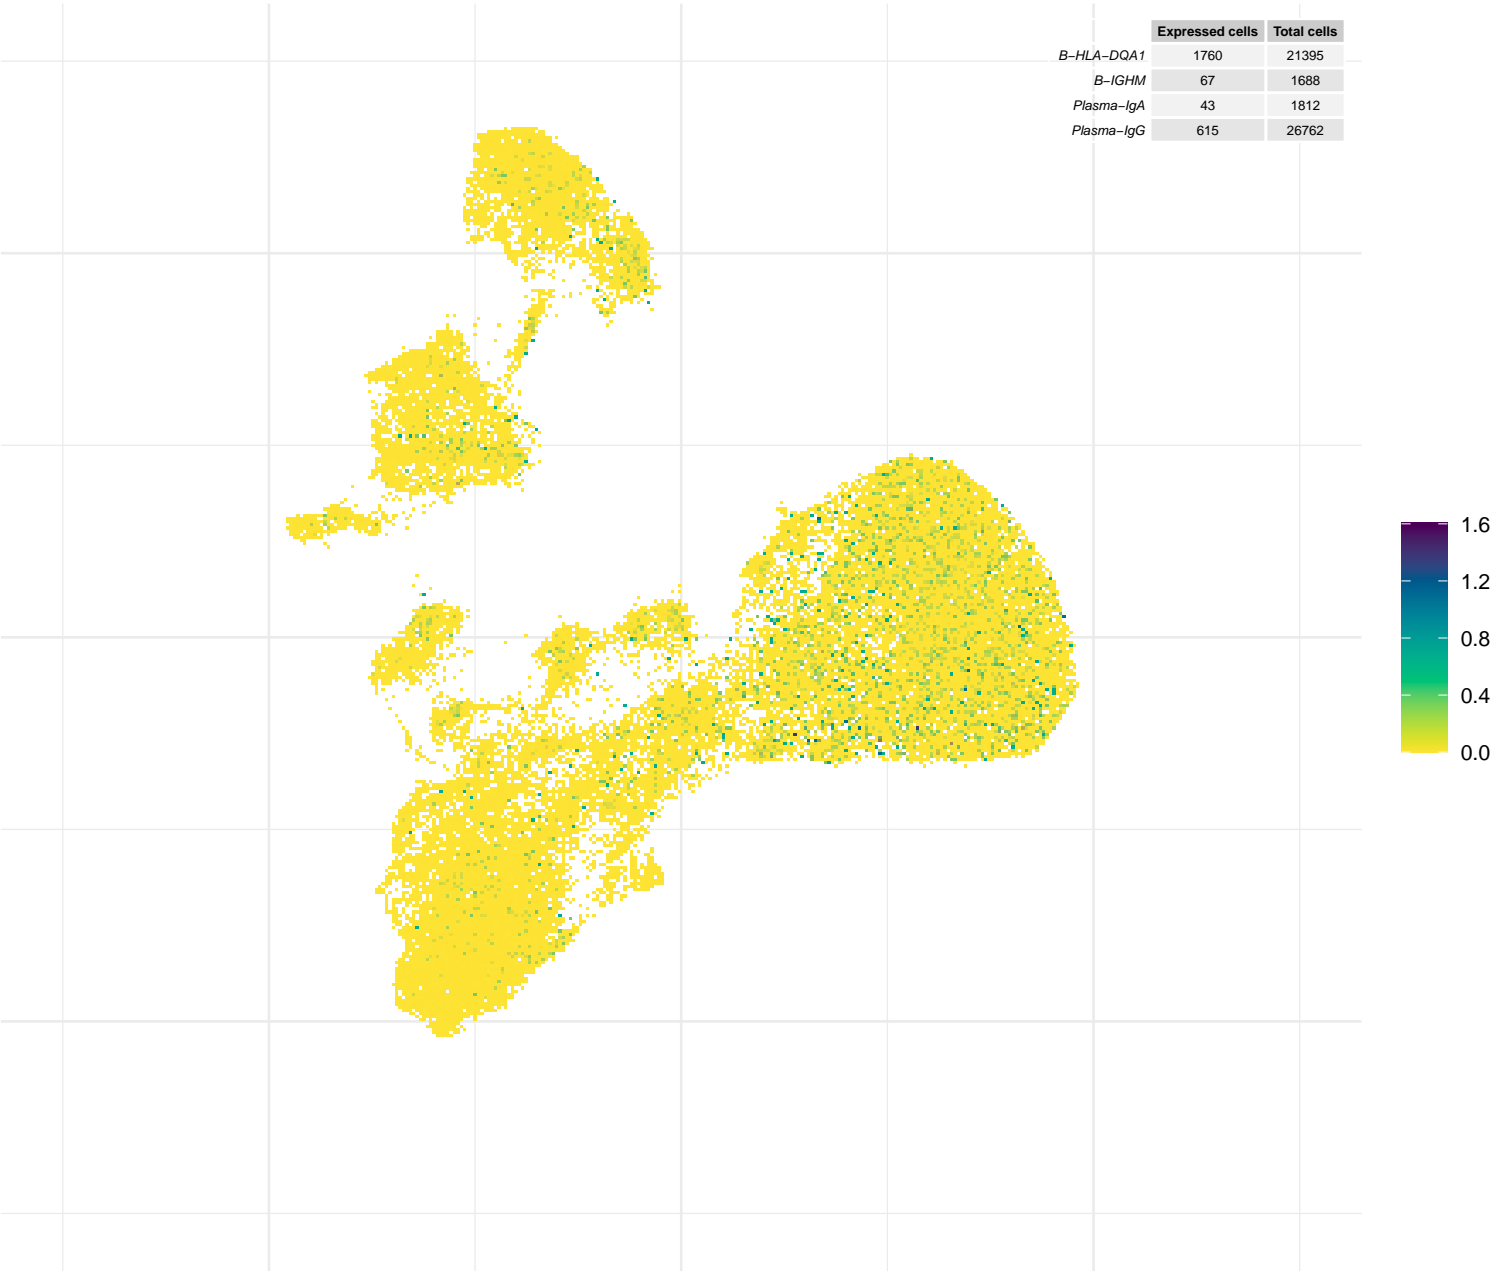 Expressed cells Total cells
B−HLA−DQA1 1760 21395
B−IGHM 67 1688
Plasma−IgA 43 1812
Plasma−IgG 615 26762
1.6
1.2
0.8
0.4
0.0